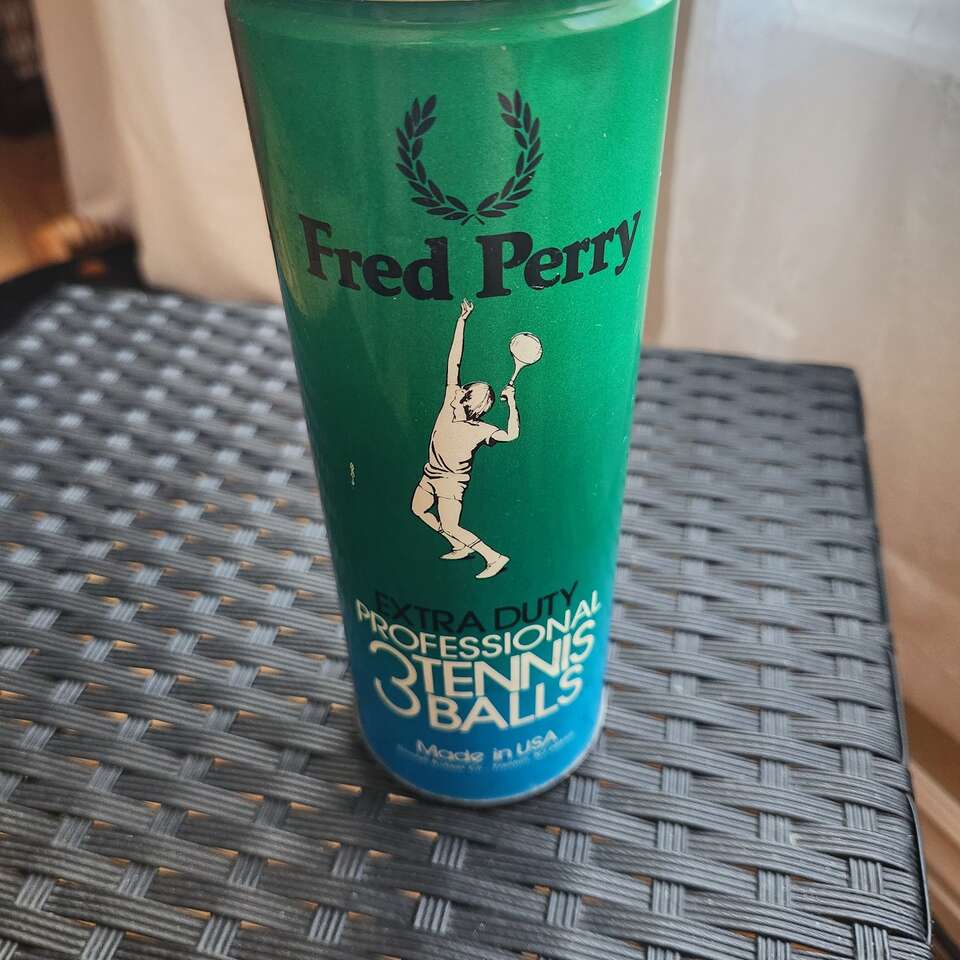 Fred Perry
EXTRA DUTY
PROFESSIONAL
3 TENNIS
BALLS
Made in USA